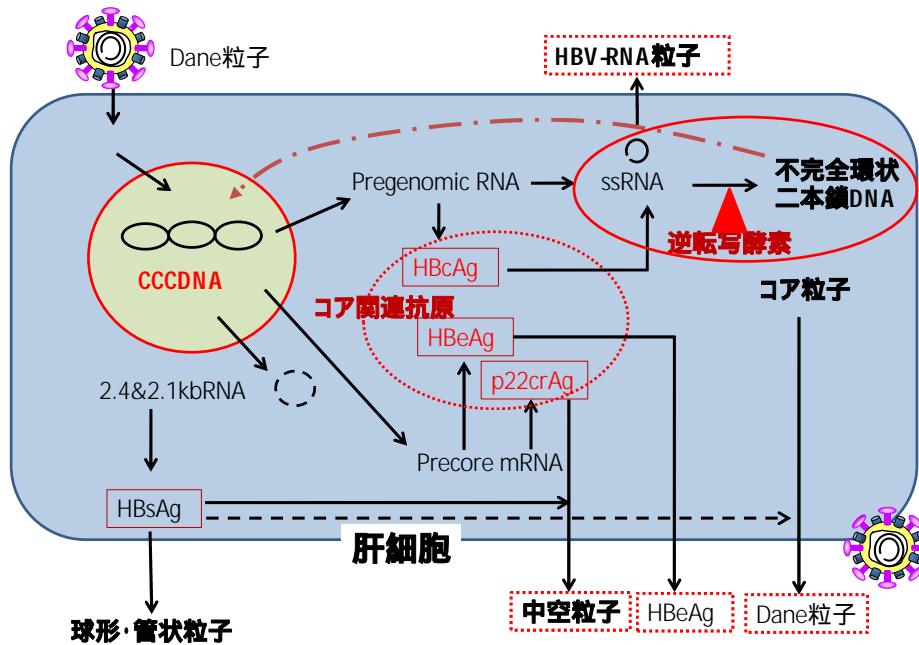 Dane粒子
HBV-RNA粒子
Pregenomic RNA
ssRNA
不完全環状
二本鎖DNA
逆転写酵素
CCCDNA
HBcAg
コア関連抗原
コア粒子
HBeAg
p22crAg
2.4&2.1kbRNA
Precore mRNA
HBsAg
肝細胞
球形・管状粒子
中空粒子
HBeAg
Dane粒子